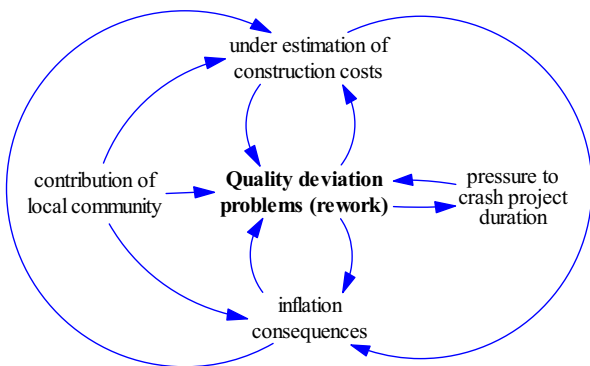 under estimation of
construction costs
contribution of
local community
Quality deviation
problems (rework)
pressure to
crash project
duration
inflation
consequences